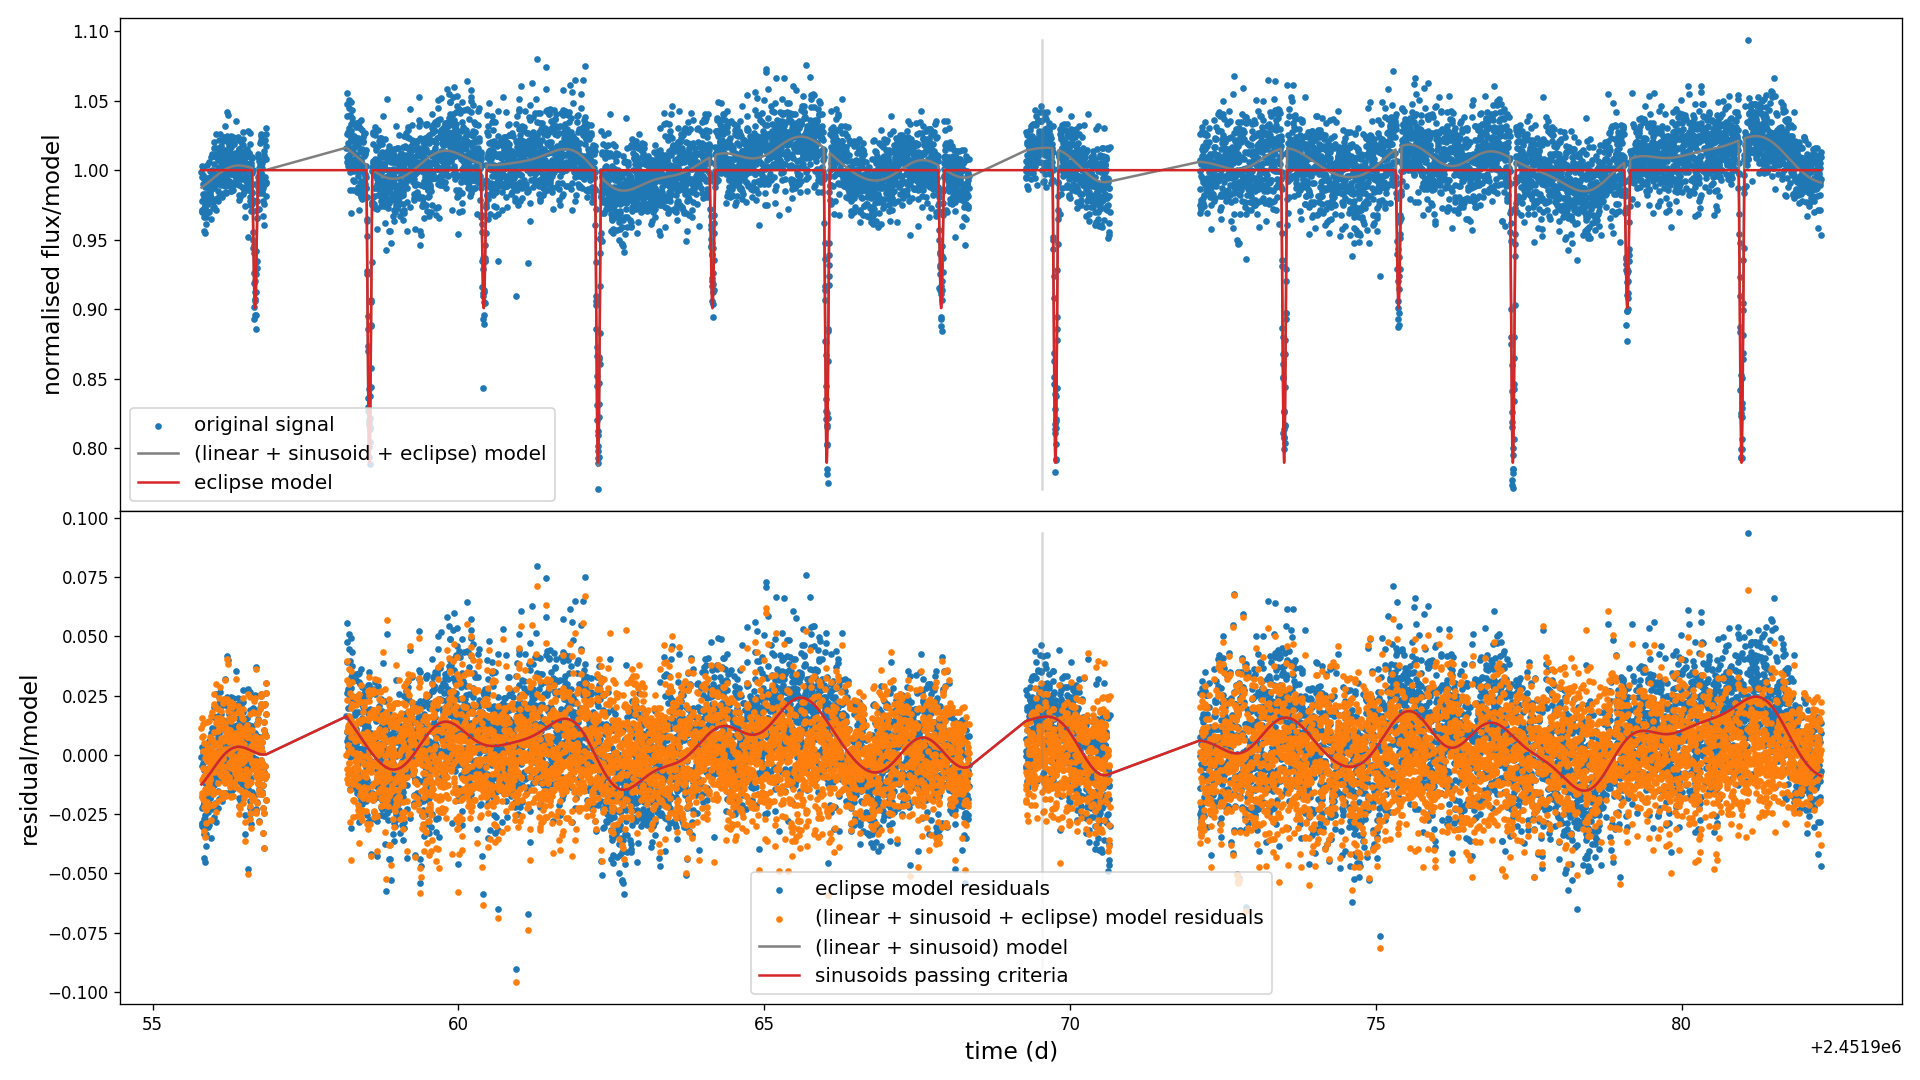 1.10
1.05
1.00
0.95
0.90
0.85
0.80
normalised flux/model
original signal
(linear + sinusoid + eclipse) model
eclipse model
0.100
0.075
0.050
0.025
0.000
−0.025
−0.050
−0.075
−0.100
residual/model
eclipse model residuals
(linear + sinusoid + eclipse) model residuals
(linear + sinusoid) model
sinusoids passing criteria
55 60 65 70 75 80
time (d)
+2.4519e6